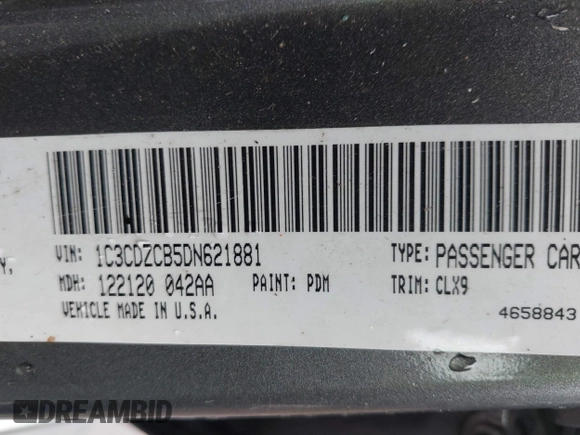 VIN: 1C3CDZCB5DN621881 TYPE: PASSENGER CAR
Y,
MDH: 122120 042AA PAINT: PDM TRIM: CLX9
VEHICLE MADE IN U.S.A. 4658843
DREAMBID